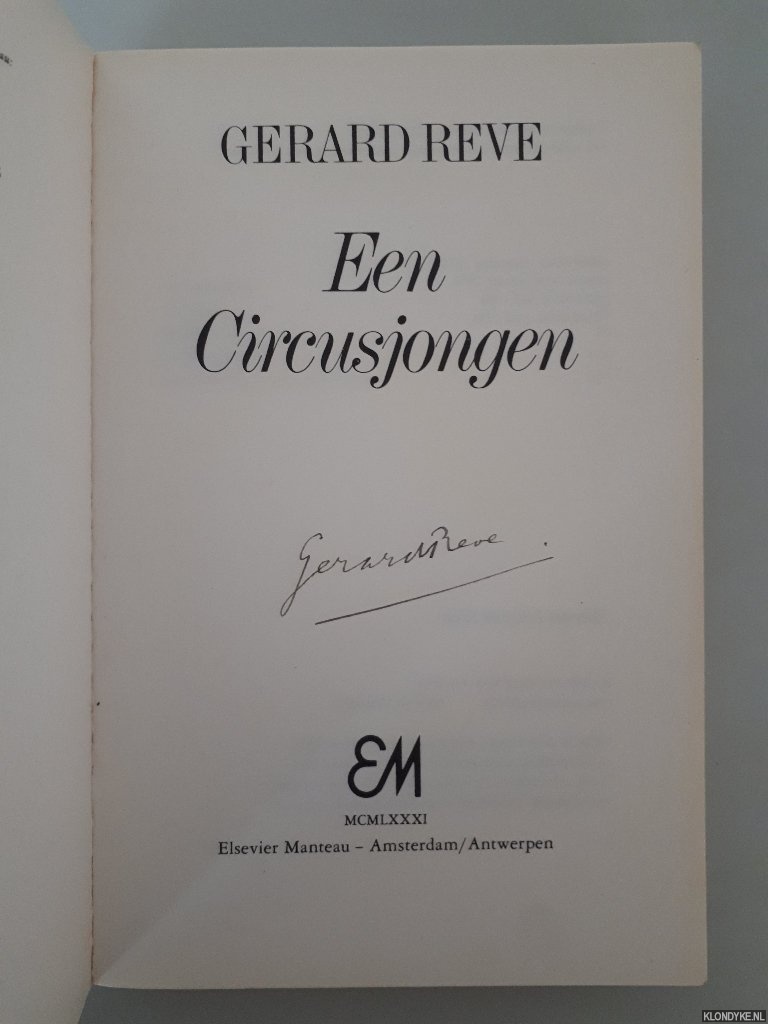 GERARD REVE
Een
Circusjongen
Gerard Reve.
EM
MCMLXXXI
Elsevier Manteau – Amsterdam/Antwerpen
KLONDYKE.NL